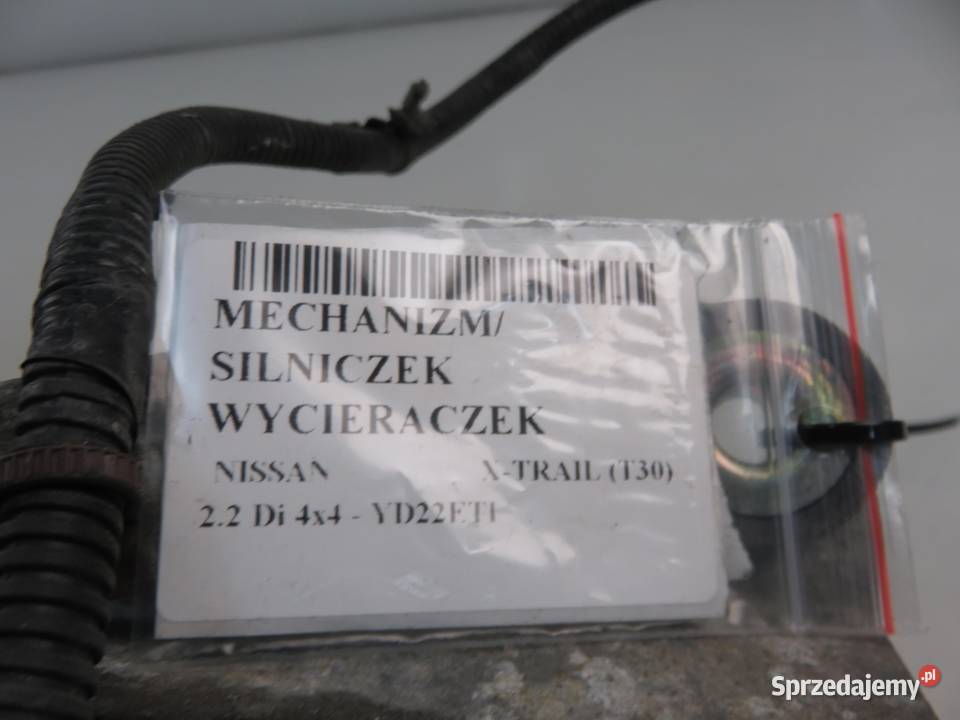 MECHANIZM/
SILNICZEK
WYCIERACZEK
NISSAN X-TRAIL (T30)
2.2 Di 4x4 - YD22ETI
Sprzedajemy.pl